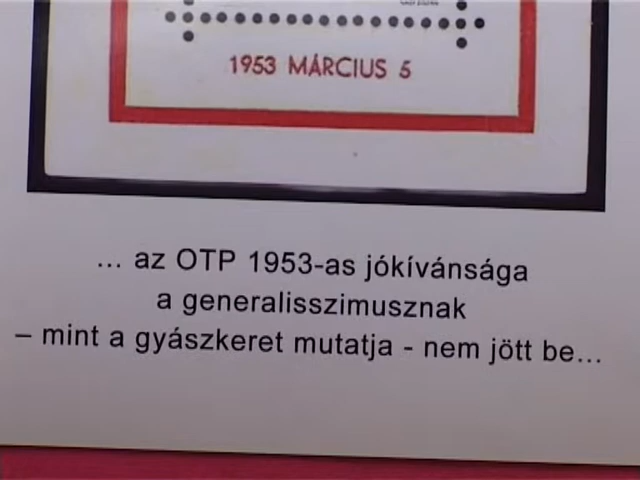 1953 MÁRCIUS 5
... az OTP 1953-as jókívánsága
a generalisszimusznak
– mint a gyászkeret mutatja - nem jött be...